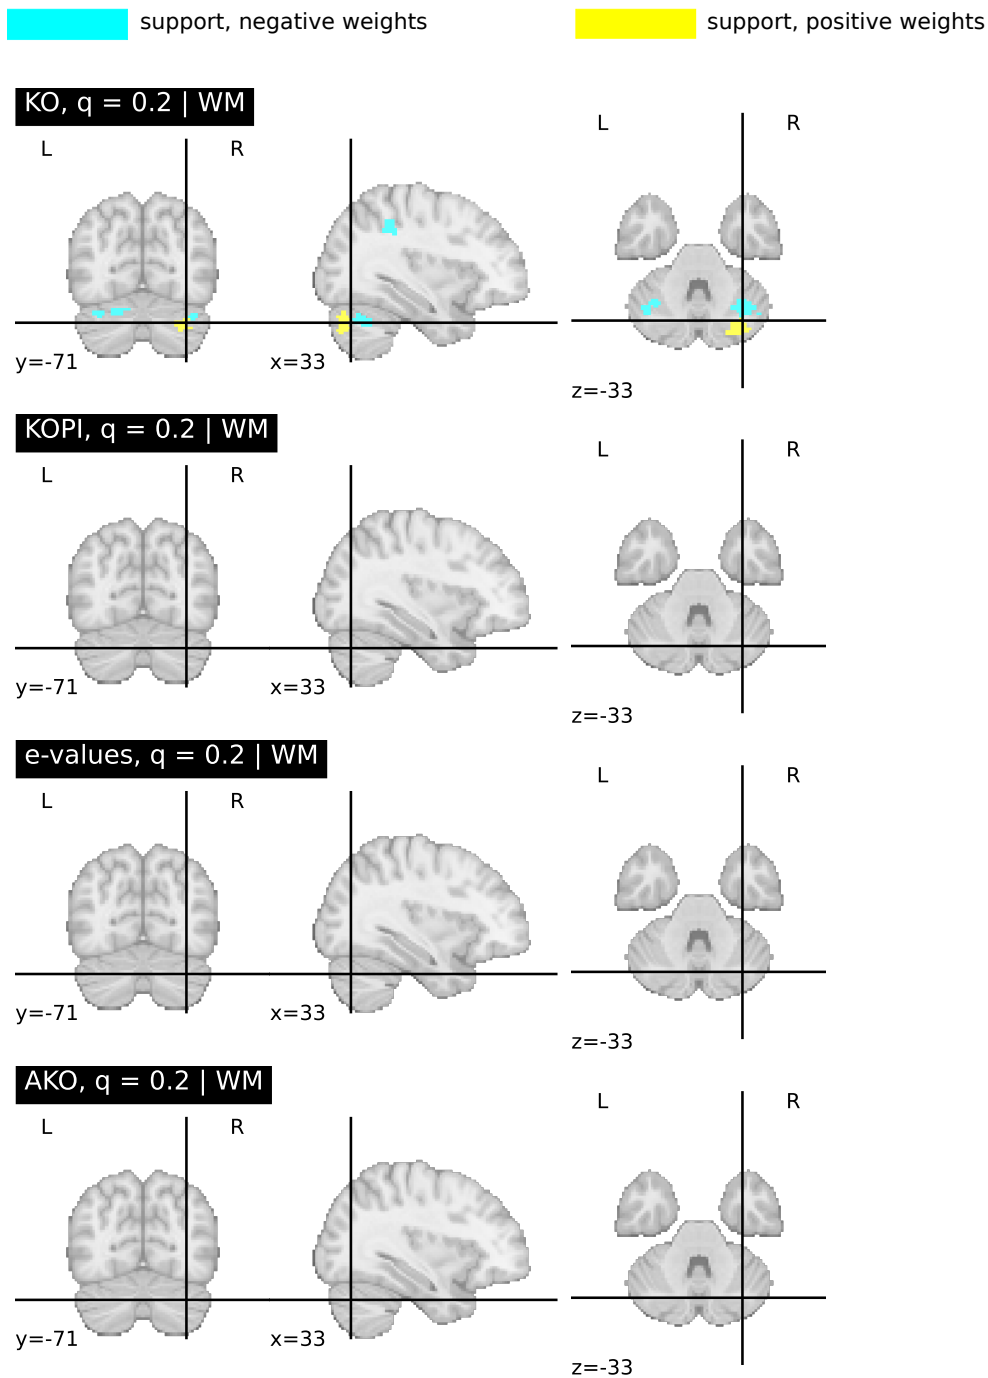 support, negative weights
support, positive weights
KO, q = 0.2 | WM
L R L R
y=-71 x=33 z=-33
KOPI, q = 0.2 | WM
L R L R
y=-71 x=33 z=-33
e-values, q = 0.2 | WM
L R L R
y=-71 x=33 z=-33
AKO, q = 0.2 | WM
L R L R
y=-71 x=33 z=-33